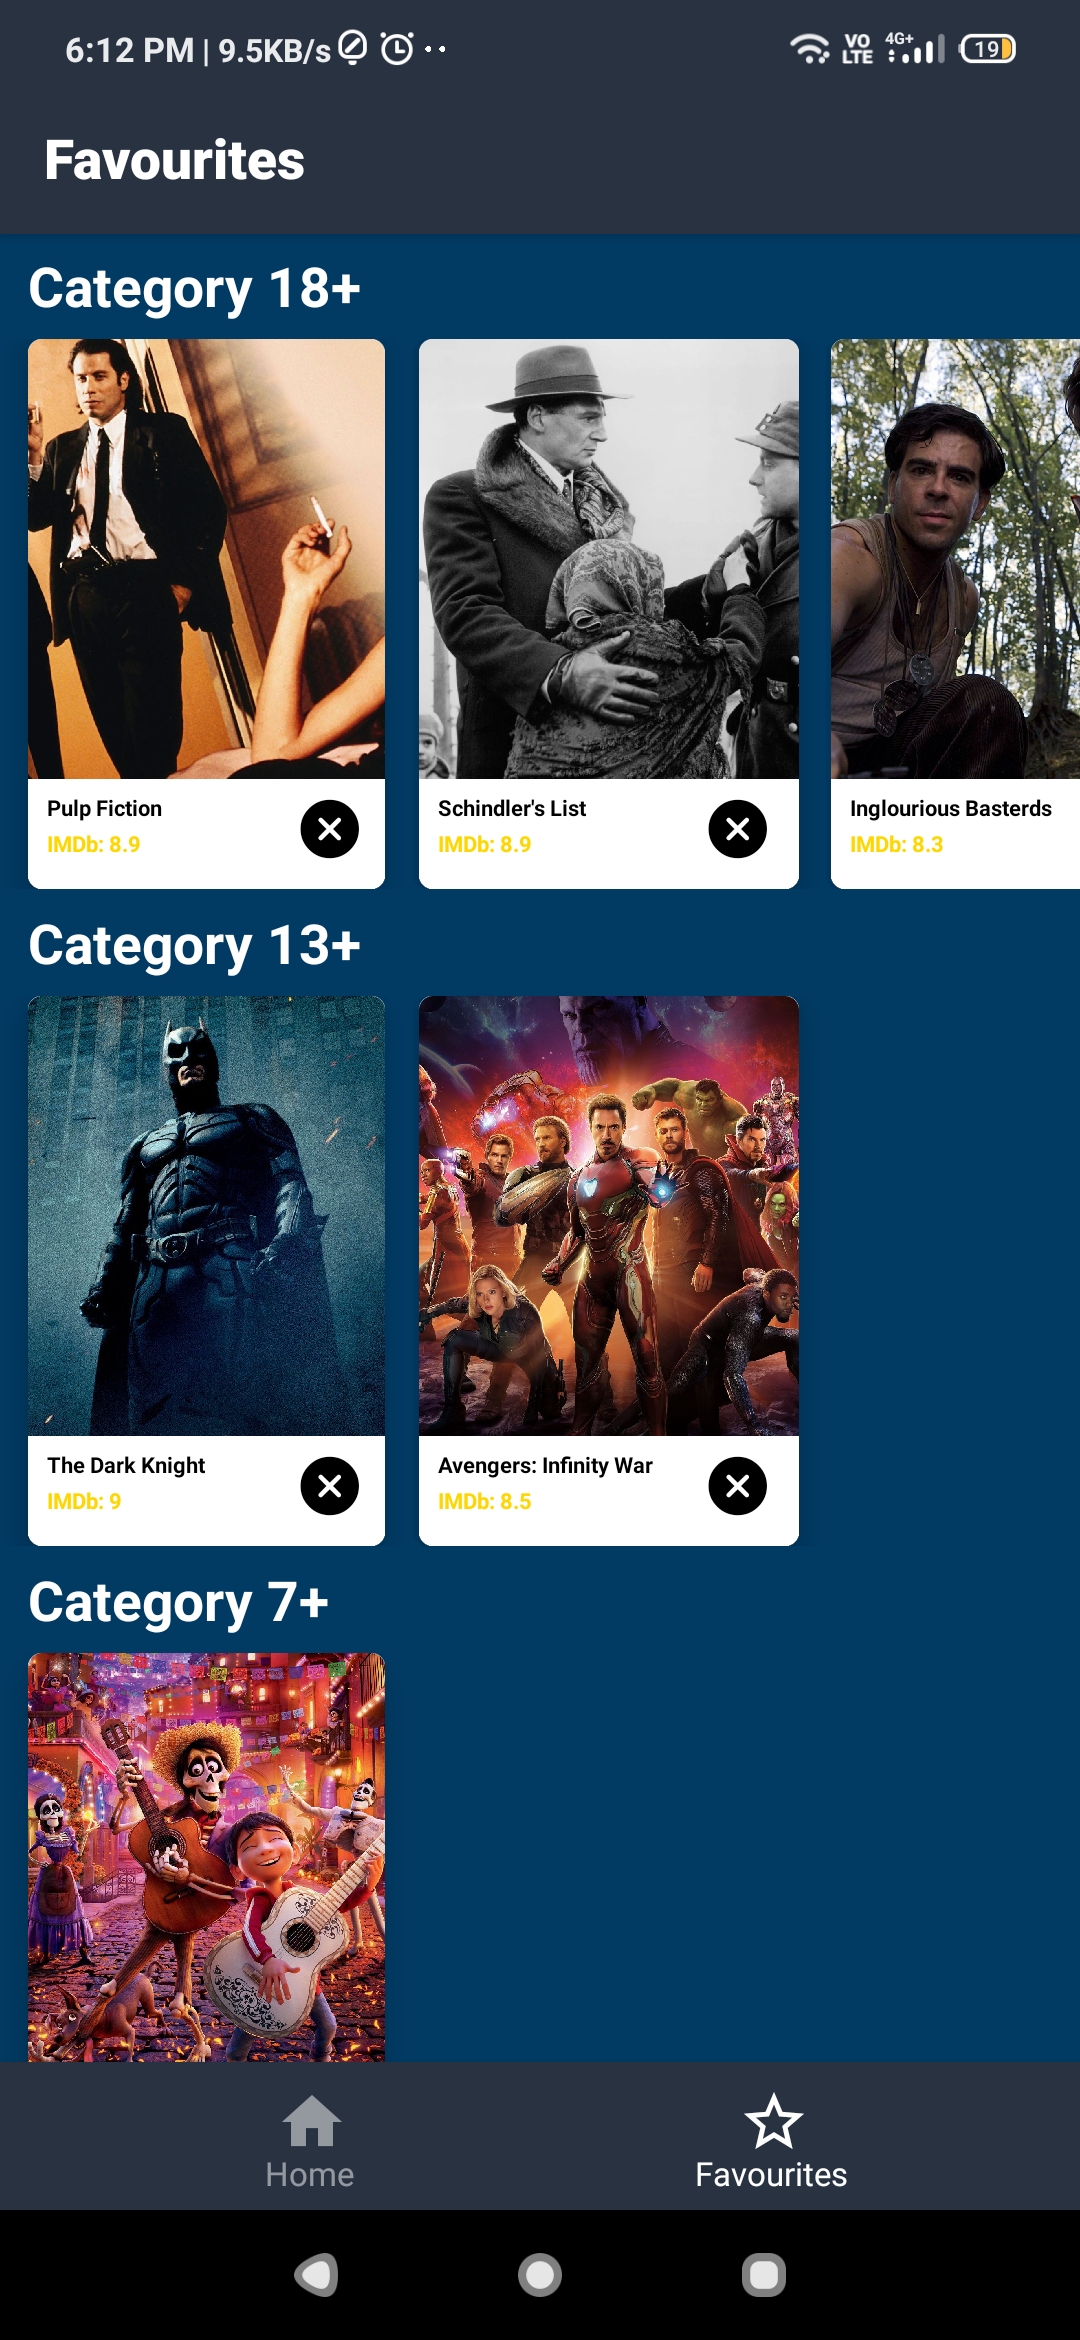 6:12 PM | 9.5KB/s
VO LTE
4G+
19
Favourites
Category 18+
Pulp Fiction
IMDb: 8.9
Schindler's List
IMDb: 8.9
Inglourious Basterds
IMDb: 8.3
Category 13+
The Dark Knight
IMDb: 9
Avengers: Infinity War
IMDb: 8.5
Category 7+
Home
Favourites